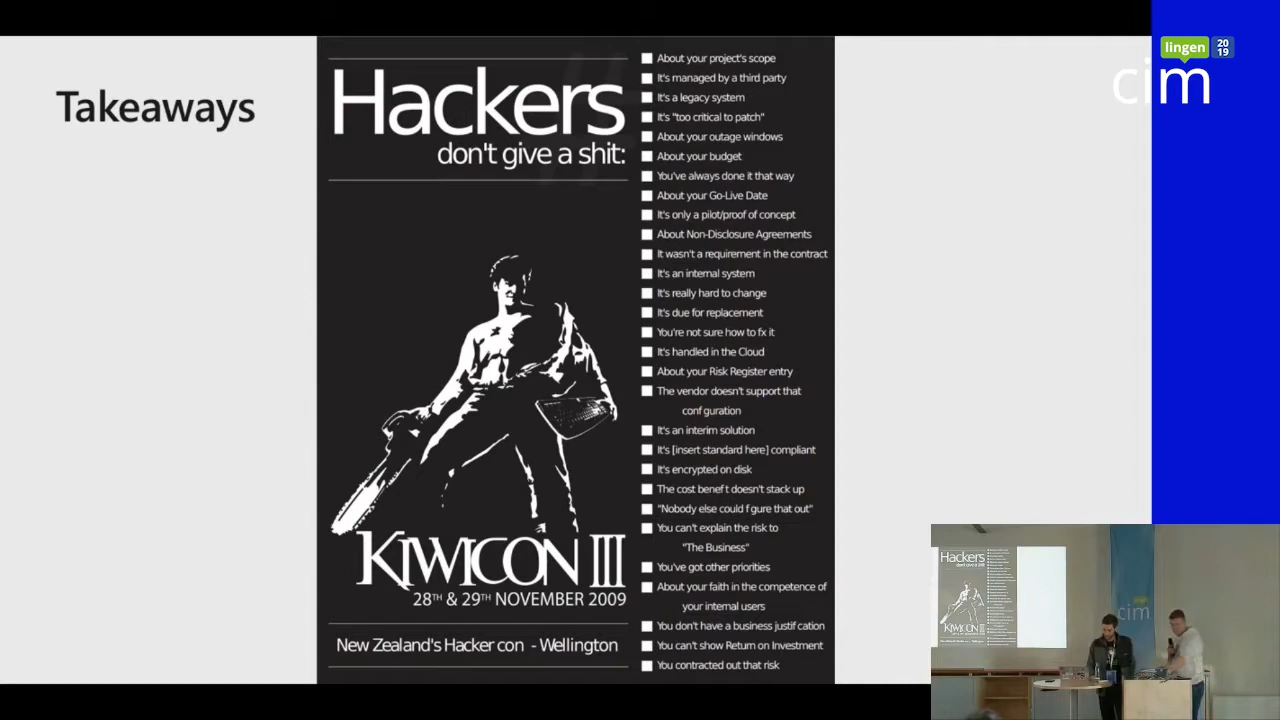 Takeaways
Hackers
don't give a shit:
KIWICON III
28TH & 29TH NOVEMBER 2009
New Zealand's Hacker con - Wellington
About your project's scope
It's managed by a third party
It's a legacy system
It's "too critical to patch"
About your outage windows
About your budget
You've always done it that way
About your Go-Live Date
It's only a pilot/proof of concept
About Non-Disclosure Agreements
It wasn't a requirement in the contract
It's an internal system
It's really hard to change
It's due for replacement
You're not sure how to fx it
It's handled in the Cloud
About your Risk Register entry
The vendor doesn't support that
conf guration
It's an interim solution
It's [insert standard here] compliant
It's encrypted on disk
The cost benef t doesn't stack up
"Nobody else could f gure that out"
You can't explain the risk to
"The Business"
You've got other priorities
About your faith in the competence of
your internal users
You don't have a business justif cation
You can't show Return on Investment
You contracted out that risk
lingen
20
19
cim
Hackers
don't give a shit:
KIWICON III
cim